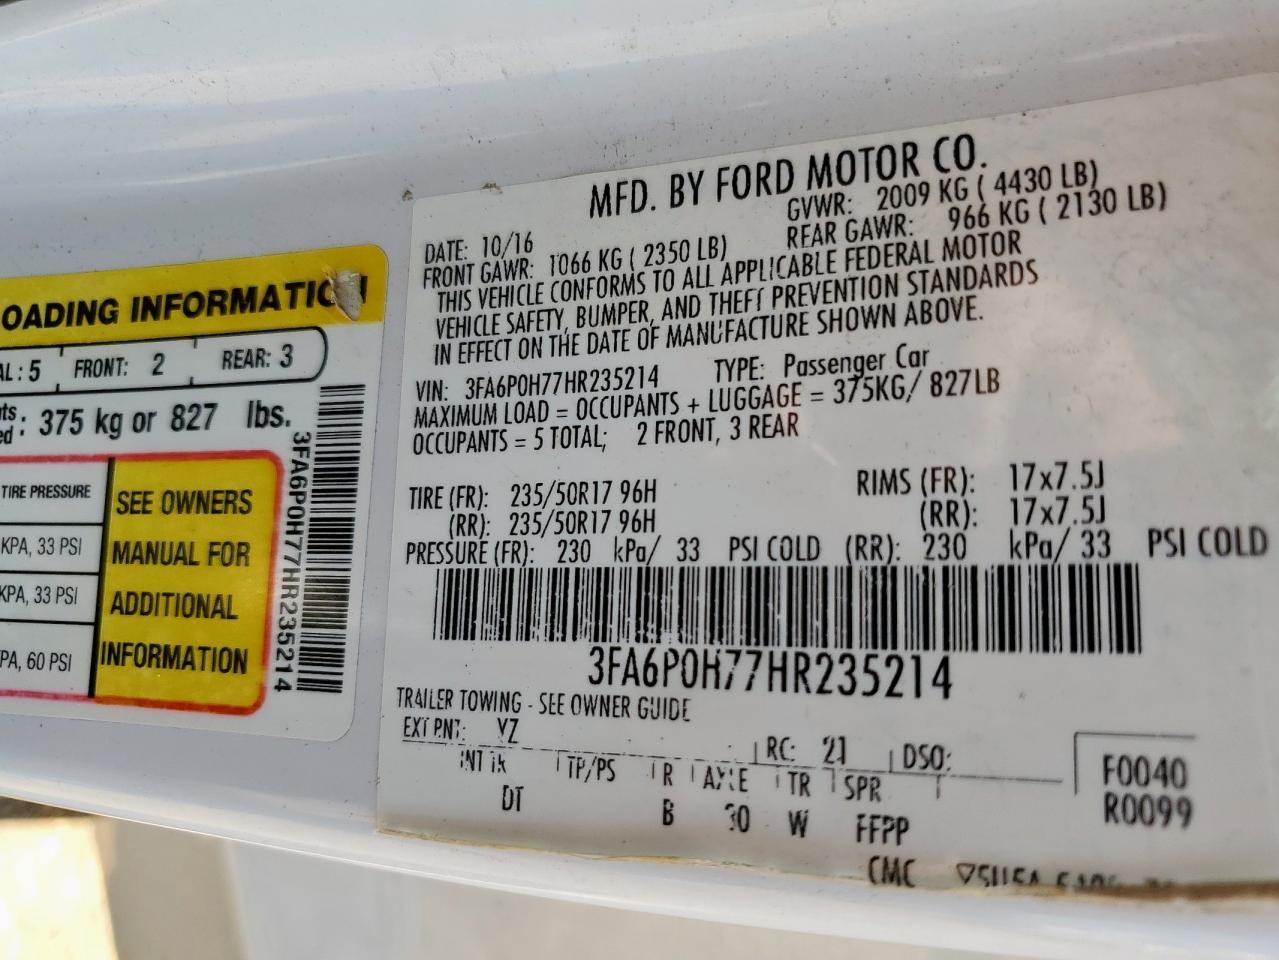 OADING INFORMATION
AL: 5 FRONT: 2 REAR: 3
375 kg or 827 lbs.
TIRE PRESSURE
KPA, 33 PSI
KPA, 33 PSI
PA, 60 PSI
SEE OWNERS
MANUAL FOR
ADDITIONAL
INFORMATION
3FA6P0H77HR235214
MFD. BY FORD MOTOR CO.
DATE: 10/16 GVWR: 2009 KG ( 4430 LB)
FRONT GAWR: 1066 KG ( 2350 LB) REAR GAWR: 966 KG ( 2130 LB)
THIS VEHICLE CONFORMS TO ALL APPLICABLE FEDERAL MOTOR
VEHICLE SAFETY, BUMPER, AND THEFT PREVENTION STANDARDS
IN EFFECT ON THE DATE OF MANUFACTURE SHOWN ABOVE.
VIN: 3FA6P0H77HR235214 TYPE: Passenger Car
MAXIMUM LOAD = OCCUPANTS + LUGGAGE = 375KG/ 827LB
OCCUPANTS = 5 TOTAL; 2 FRONT, 3 REAR
TIRE (FR): 235/50R17 96H RIMS (FR): 17x7.5J
(RR): 235/50R17 96H (RR): 17x7.5J
PRESSURE (FR): 230 kPa/ 33 PSI COLD (RR): 230 kPa/ 33 PSI COLD
3FA6P0H77HR235214
TRAILER TOWING - SEE OWNER GUIDE
EXT PNT: YZ RC: 21 DSO:
INT TR TP/PS R AXLE TR SPR
DT B 30 W FFPP
F0040
R0099
CMC